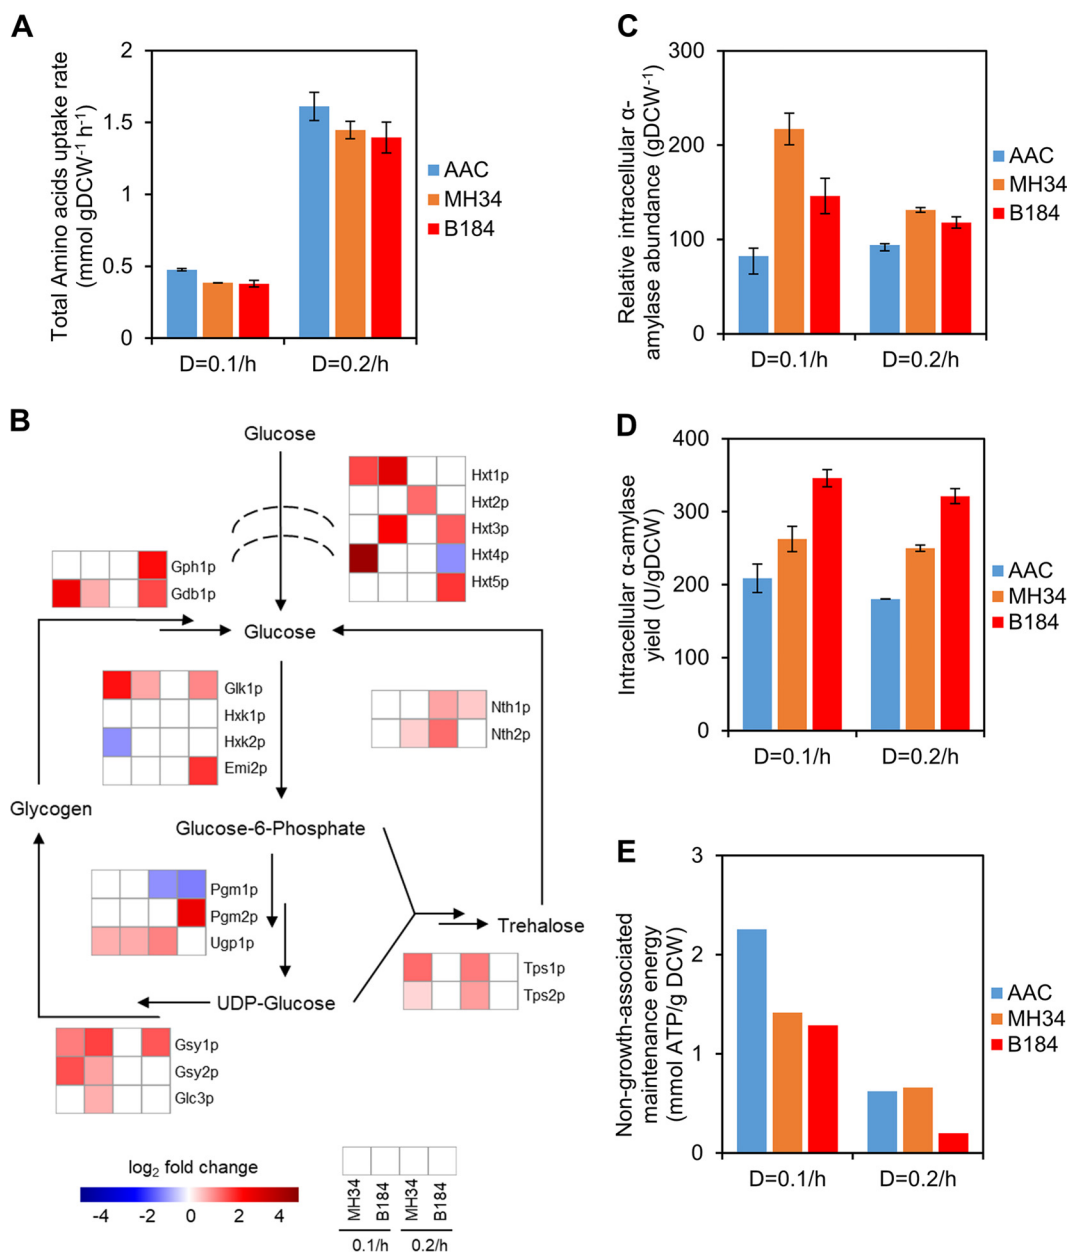 A
Total Amino acids uptake rate
(mmol gDCW⁻¹ h⁻¹)
2
1.5
1
0.5
0
D=0.1/h
D=0.2/h
AAC
MH34
B184
C
Relative intracellular α-
amylase abundance (gDCW⁻¹)
300
200
100
0
D=0.1/h
D=0.2/h
AAC
MH34
B184
B
Glucose
Hxt1p
Hxt2p
Hxt3p
Hxt4p
Hxt5p
Gph1p
Gdb1p
Glucose
Glk1p
Hxk1p
Hxk2p
Emi2p
Nth1p
Nth2p
Glycogen
Glucose-6-Phosphate
Pgm1p
Pgm2p
Ugp1p
Trehalose
Tps1p
Tps2p
UDP-Glucose
Gsy1p
Gsy2p
Glc3p
log₂ fold change
-4 -2 0 2 4
MH34 B184 MH34 B184
0.1/h 0.2/h
D
Intracellular α-amylase
yield (U/gDCW)
400
300
200
100
0
D=0.1/h
D=0.2/h
AAC
MH34
B184
E
Non-growth-associated
maintenance energy
(mmol ATP/g DCW)
3
2
1
0
D=0.1/h
D=0.2/h
AAC
MH34
B184